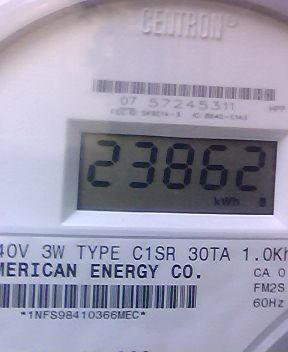 CENTRON®
07 57245311
23862
kWh
40V 3W TYPE C1SR 30TA 1.0Kh
MERICAN ENERGY CO.
CA 0
FM2S
60Hz
*1NFS98410366MEC*